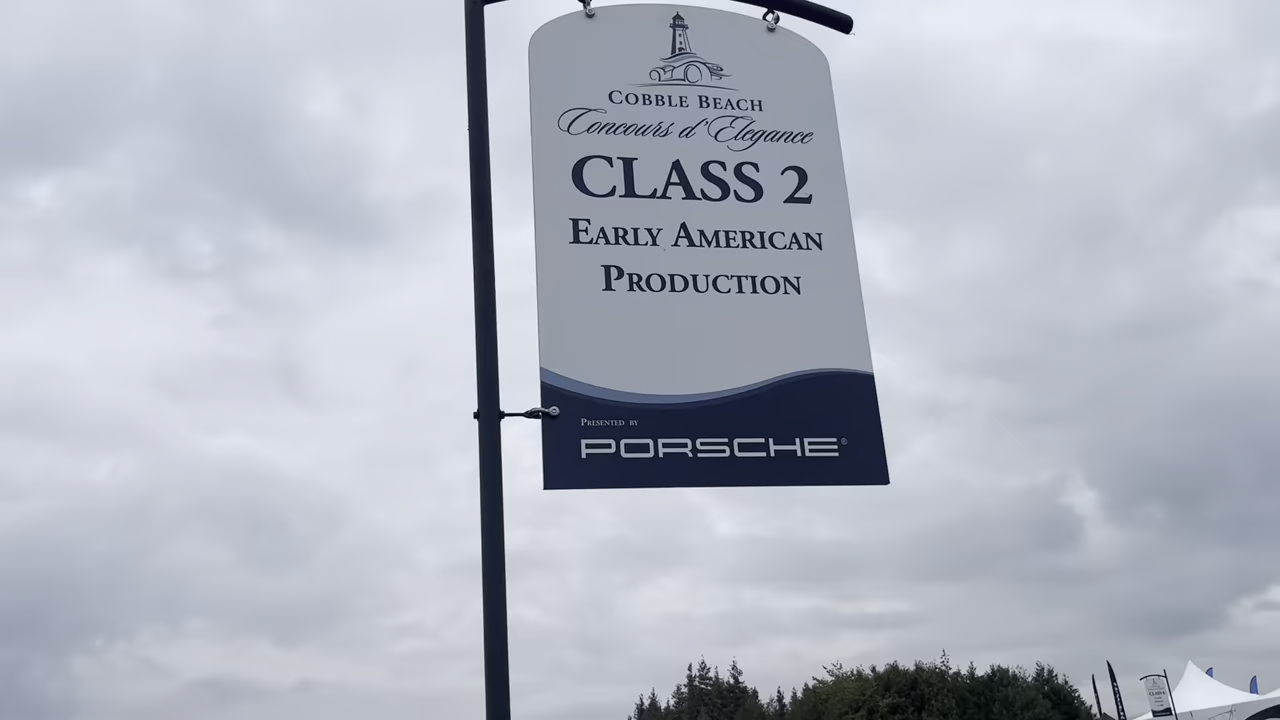 COBBLE BEACH
Concours d'Elegance
CLASS 2
EARLY AMERICAN
PRODUCTION
PRESENTED BY
PORSCHE®